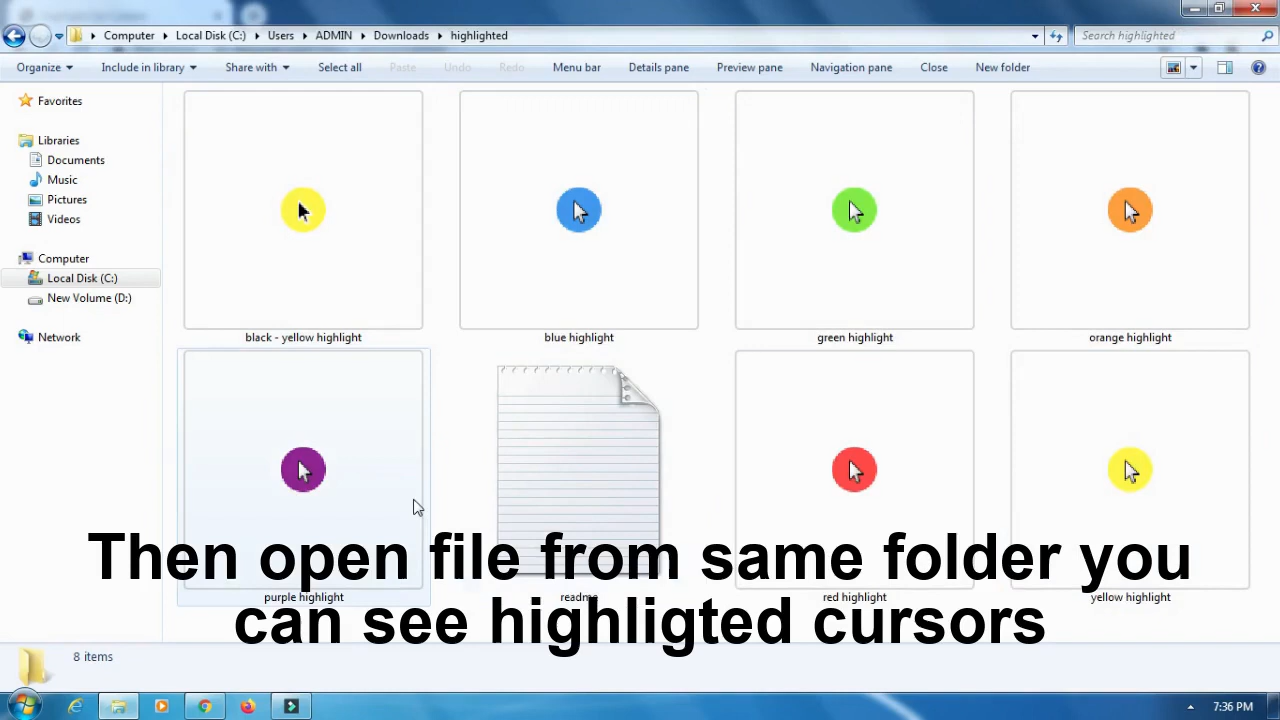 Computer Local Disk (C:) Users ADMIN Downloads highlighted
Search highlighted
Organize Include in library Share with Select all Paste Undo Redo Menu bar Details pane Preview pane Navigation pane Close New folder
Favorites
Libraries
Documents
Music
Pictures
Videos
Computer
Local Disk (C:)
New Volume (D:)
Network
black - yellow highlight
blue highlight
green highlight
orange highlight
purple highlight
readme
red highlight
yellow highlight
Then open file from same folder you
can see highligted cursors
8 items
7:36 PM